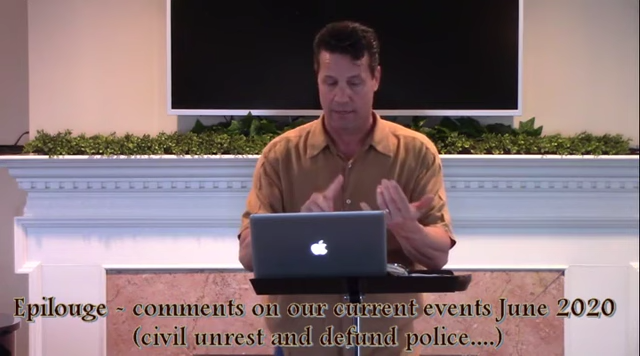 Epilouge - comments on our current events June 2020
(civil unrest and defund police....)